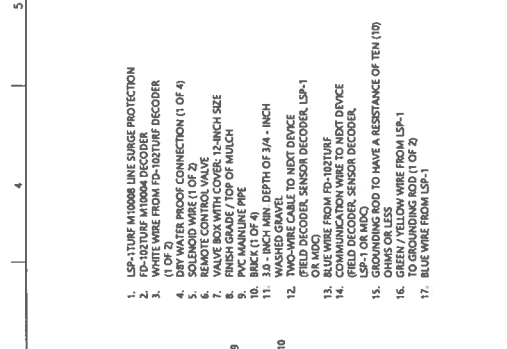 1. LSP-1TURF M10008 LINE SURGE PROTECTION
2. FD-102TURF M10004 DECODER
3. WHITE WIRE FROM FD-102TURF DECODER
(1 OF 2)
4. DBY WATER PROOF CONNECTION (1 OF 4)
5. SOLENOID WIRE (1 OF 2)
6. REMOTE CONTROL VALVE
7. VALVE BOX WITH COVER: 12-INCH SIZE
8. FINISH GRADE / TOP OF MULCH
9. PVC MAINLINE PIPE
10. BRICK (1 OF 4)
11. 3.0 - INCH MIN. DEPTH OF 3/4 - INCH
WASHED GRAVEL
12. TWO-WIRE CABLE TO NEXT DEVICE
(FIELD DECODER, SENSOR DECODER, LSP-1
OR MDC)
13. BLUE WIRE FROM FD-102TURF
14. COMMUNICATION WIRE TO NEXT DEVICE
(FIELD DECODER, SENSOR DECODER,
LSP-1 OR MDC)
15. GROUNDING ROD TO HAVE A RESISTANCE OF TEN (10)
OHMS OR LESS
16. GREEN / YELLOW WIRE FROM LSP-1
TO GROUNDING ROD (1 OF 2)
17. BLUE WIRE FROM LSP-1
9
10
4
5